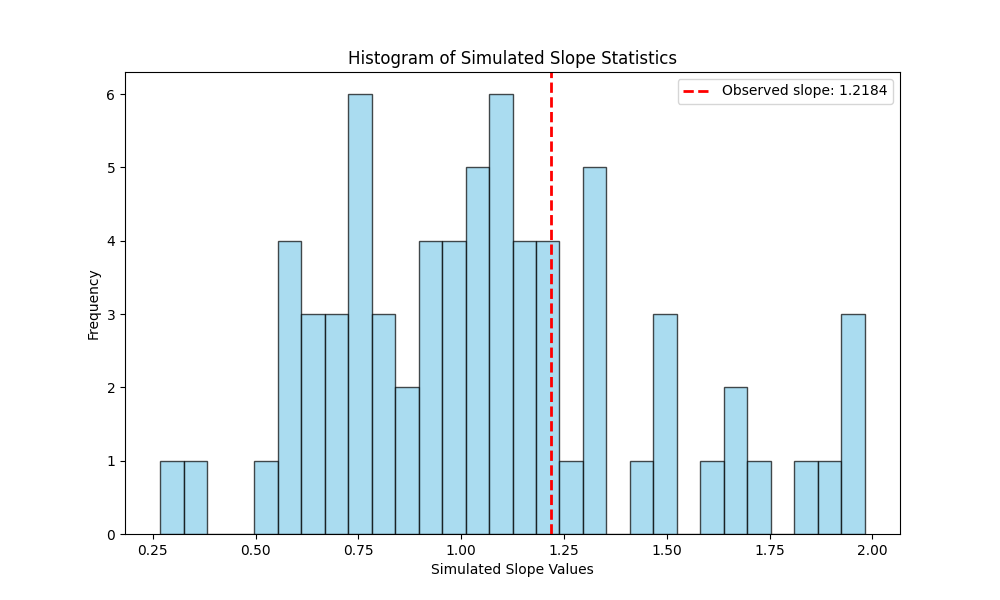 Histogram of Simulated Slope Statistics
Observed slope: 1.2184
Frequency
6
5
4
3
2
1
0
0.25 0.50 0.75 1.00 1.25 1.50 1.75 2.00
Simulated Slope Values